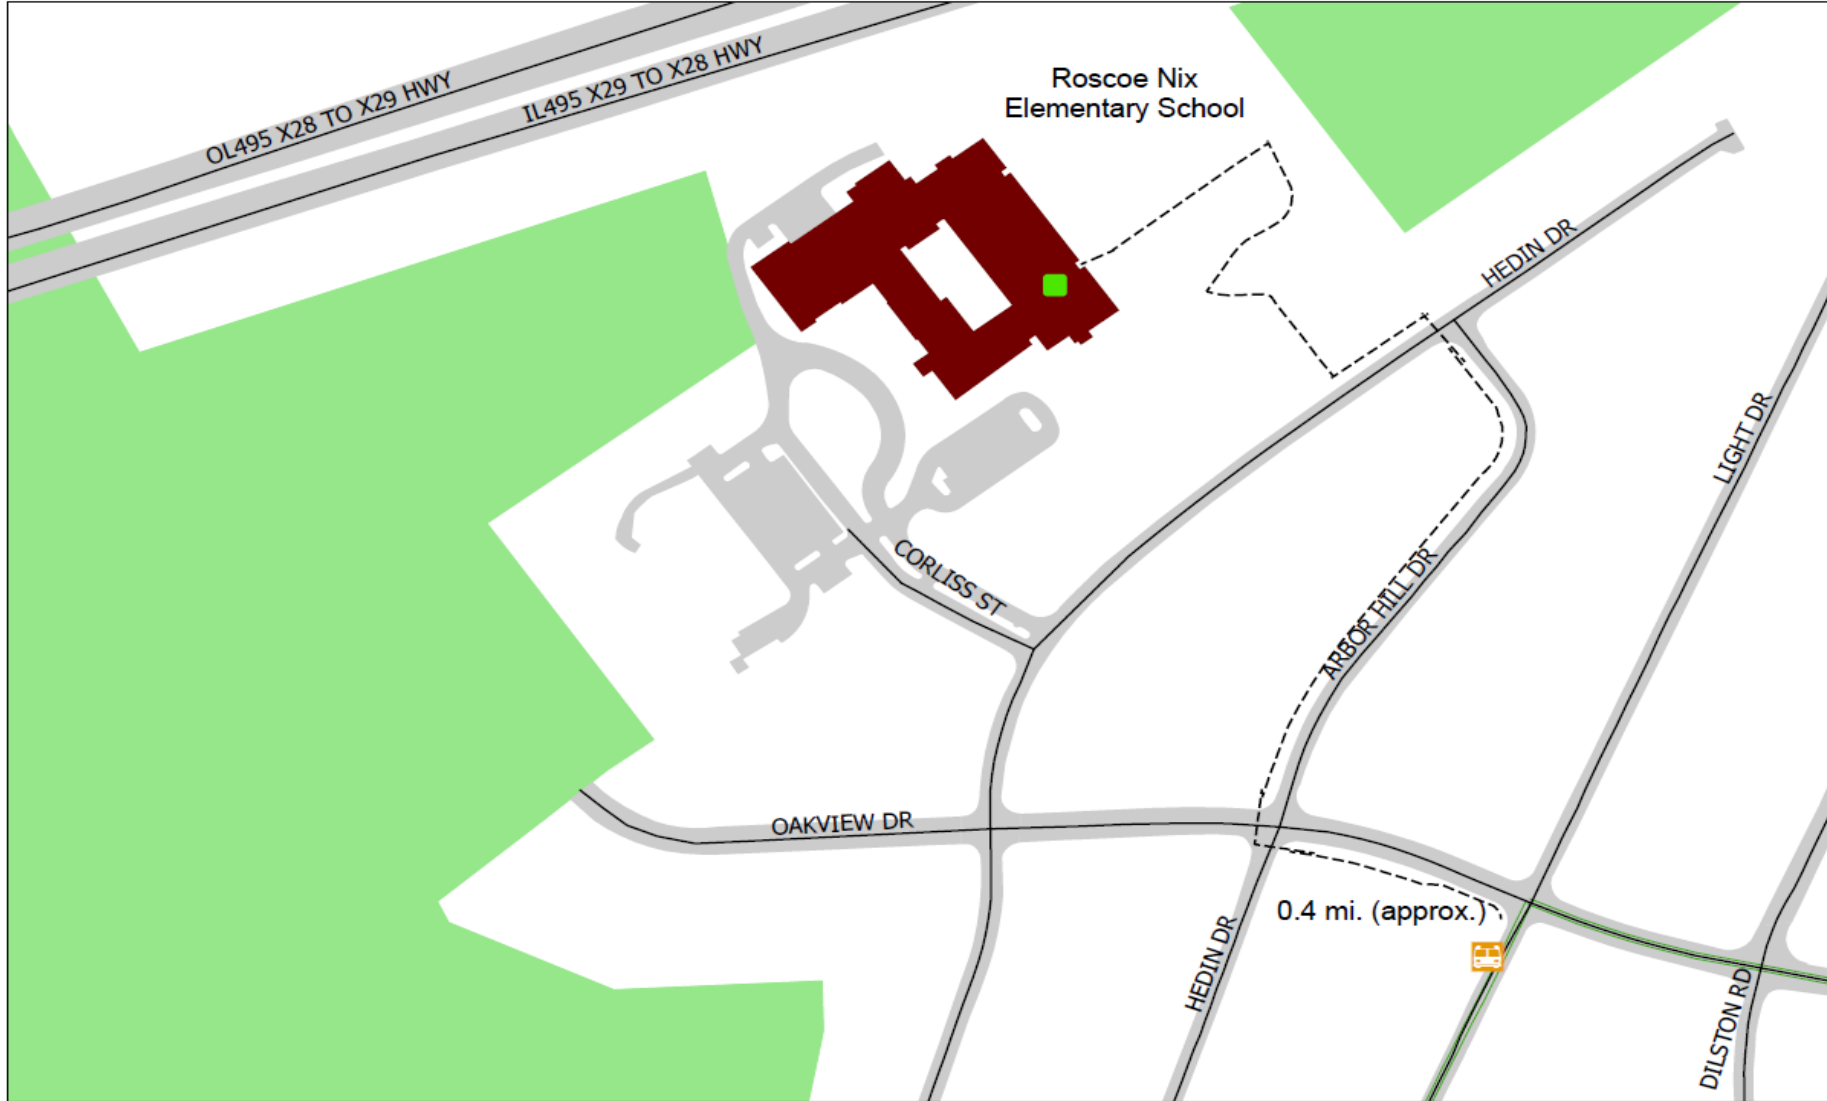 OL495 X28 TO X29 HWY
IL495 X29 TO X28 HWY
Roscoe Nix
Elementary School
HEDIN DR
LIGHT DR
CORLISS ST
ARBOR HILL DR
OAKVIEW DR
0.4 mi. (approx.)
HEDIN DR
DILSTON RD